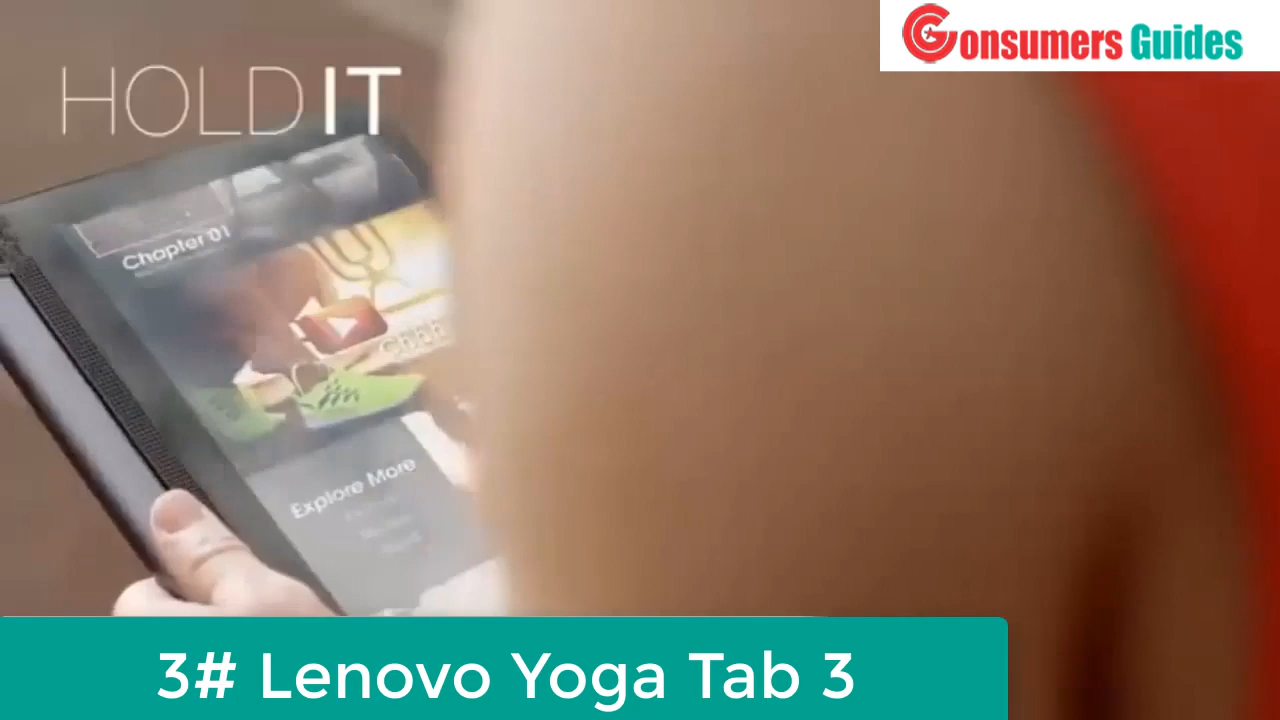 Consumers Guides
HOLD IT
Chapter 01
Explore More
3# Lenovo Yoga Tab 3